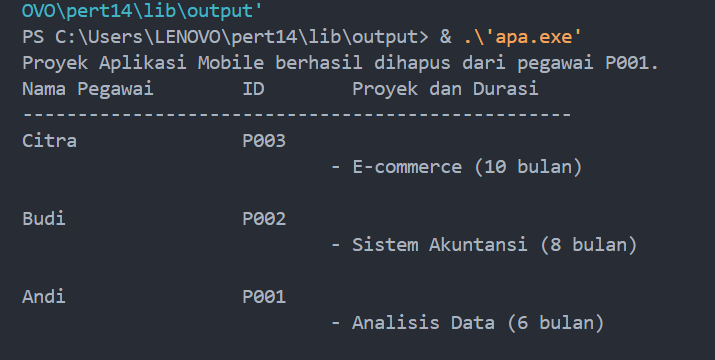 OVO\pert14\lib\output'
PS C:\Users\LENOVO\pert14\lib\output> & .\'apa.exe'
Proyek Aplikasi Mobile berhasil dihapus dari pegawai P001.
Nama Pegawai        ID        Proyek dan Durasi
--------------------------------------------------
Citra               P003
                            - E-commerce (10 bulan)
Budi                P002
                            - Sistem Akuntansi (8 bulan)
Andi                P001
                            - Analisis Data (6 bulan)